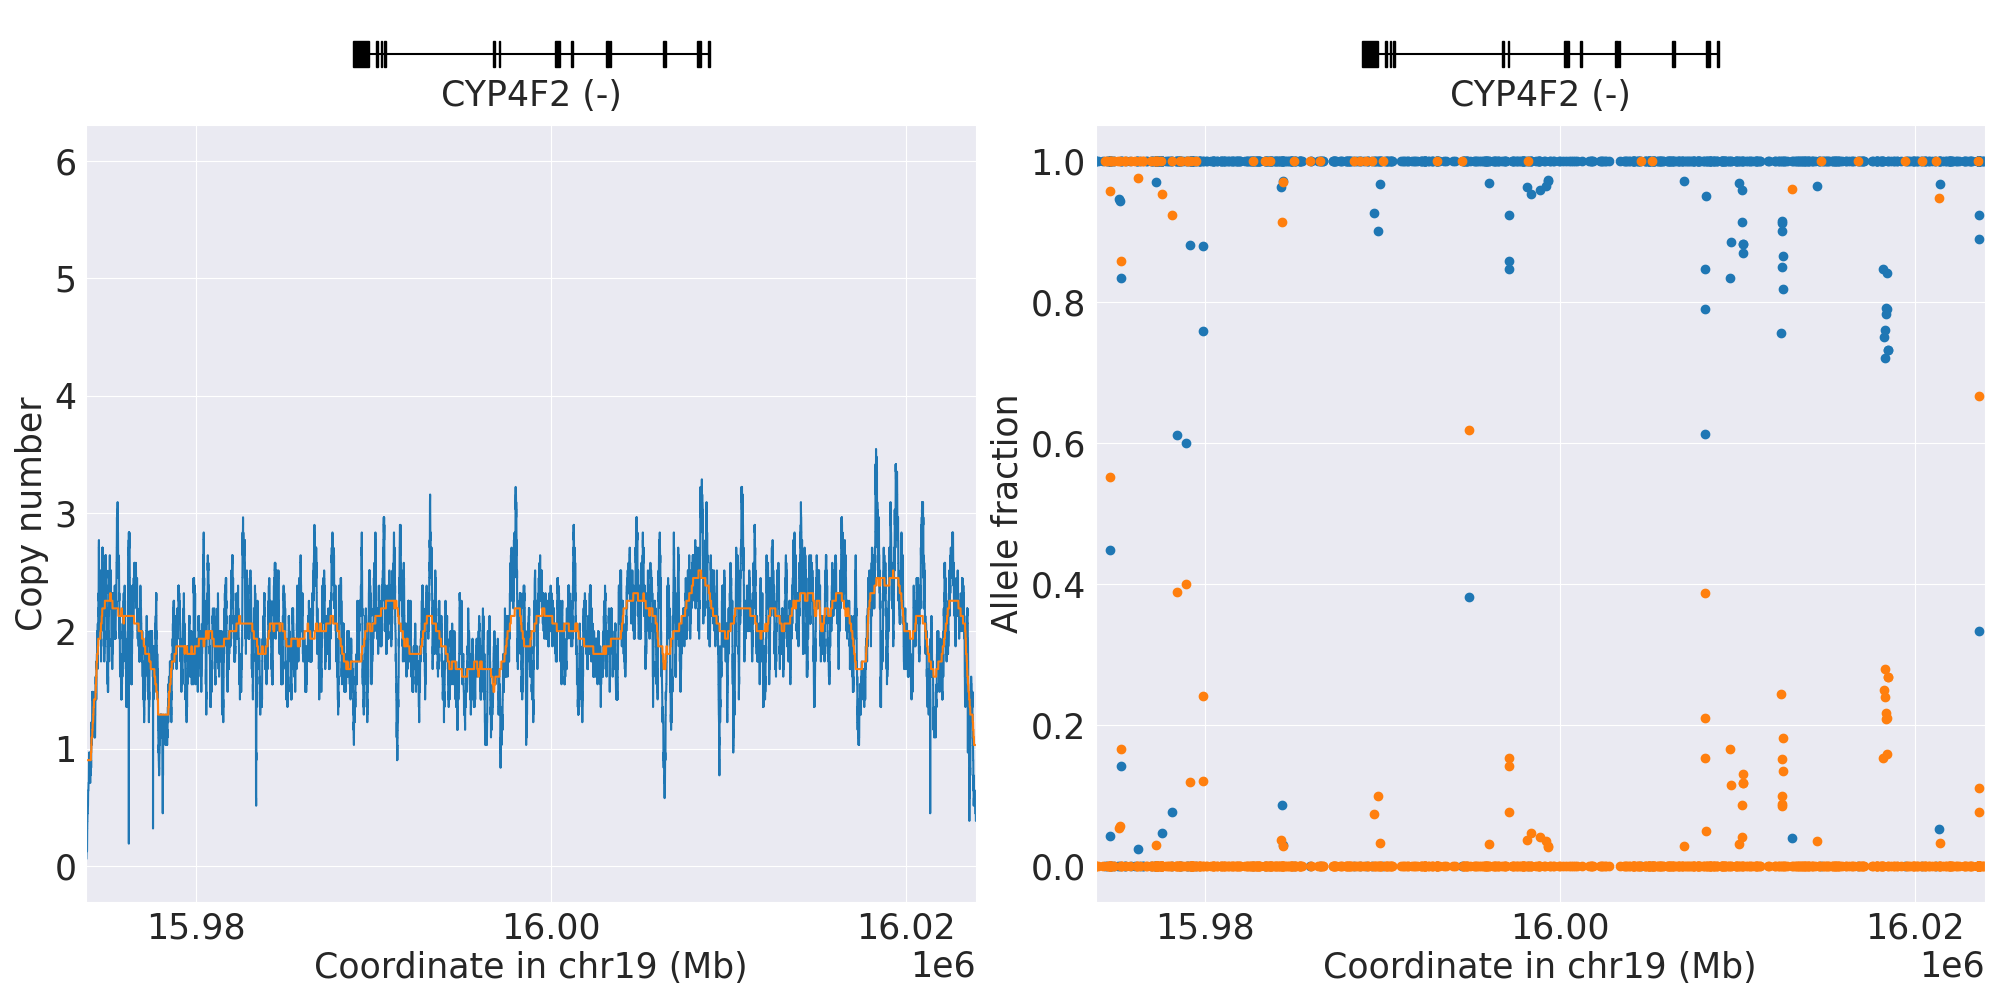 CYP4F2 (-)
6
5
4
3
2
1
0
Copy number
15.98
16.00
16.02
Coordinate in chr19 (Mb)
1e6
CYP4F2 (-)
1.0
0.8
0.6
0.4
0.2
0.0
Allele fraction
15.98
16.00
16.02
Coordinate in chr19 (Mb)
1e6